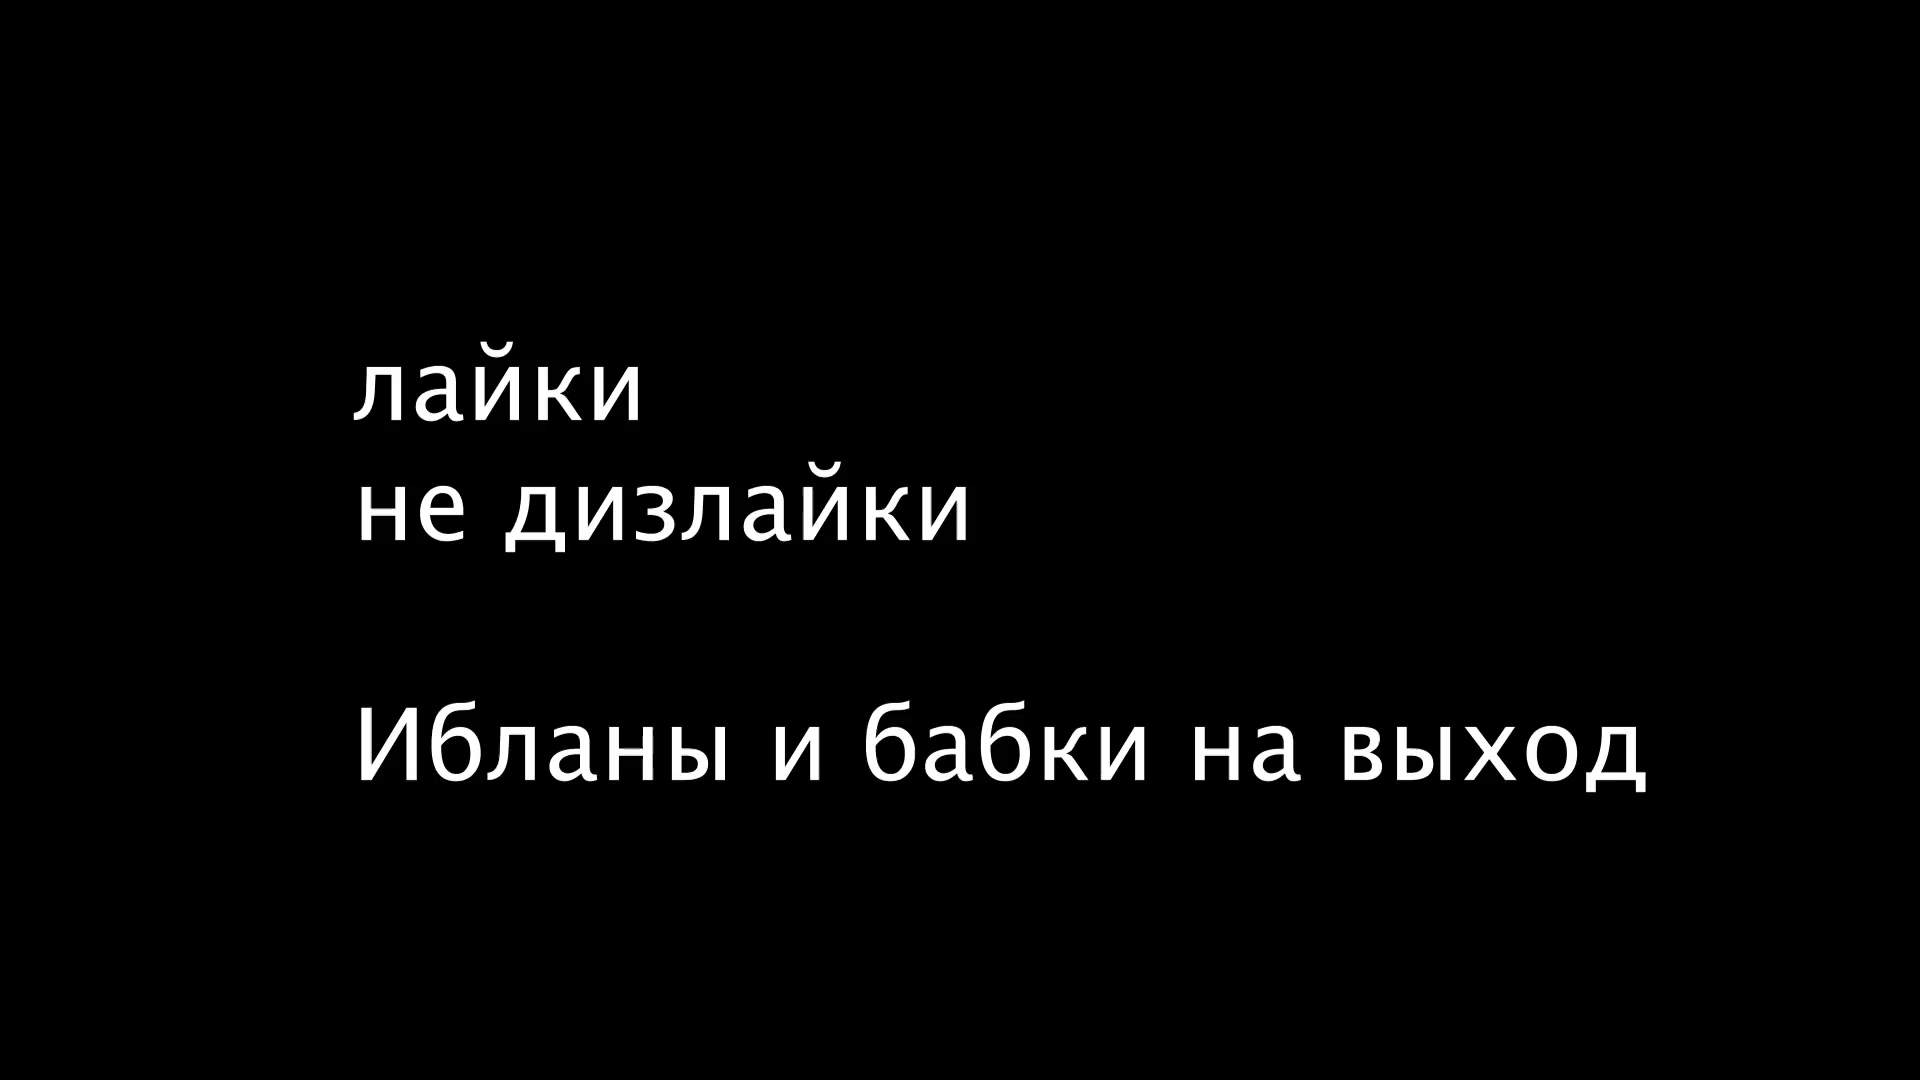 лайки
не дизлайки
Ибланы и бабки на выход